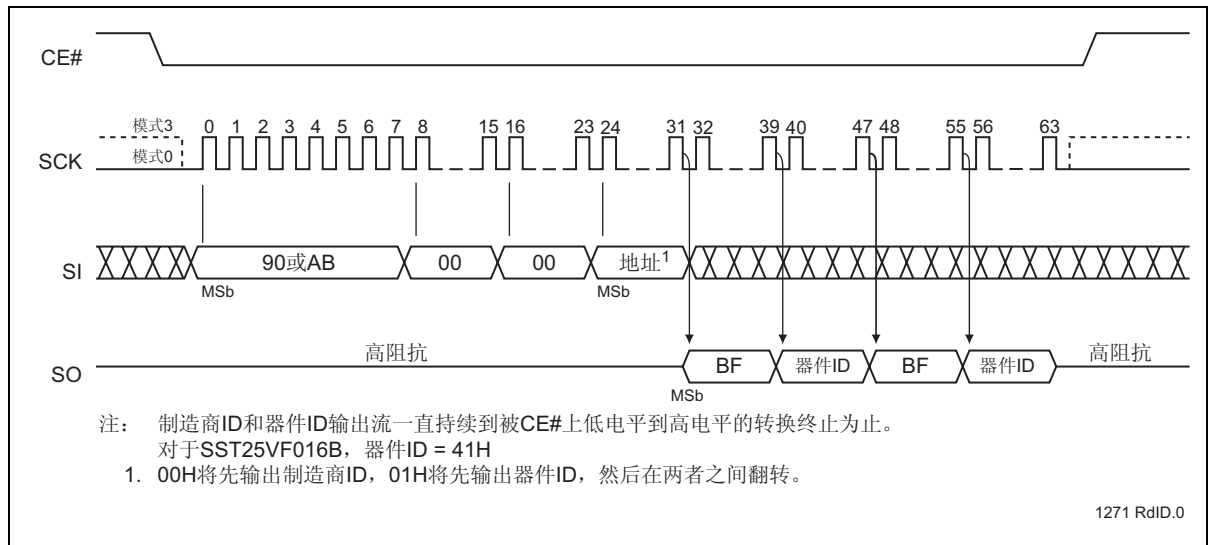 CE#
模式3 0 1 2 3 4 5 6 7 8 15 16 23 24 31 32 39 40 47 48 55 56 63
SCK 模式0
SI 90或AB 00 00 地址1
MSb MSb
高阻抗 高阻抗
SO BF 器件ID BF 器件ID
MSb
注： 制造商ID和器件ID输出流一直持续到被CE#上低电平到高电平的转换终止为止。
对于SST25VF016B，器件ID = 41H
1. 00H将先输出制造商ID，01H将先输出器件ID，然后在两者之间翻转。
1271 RdID.0